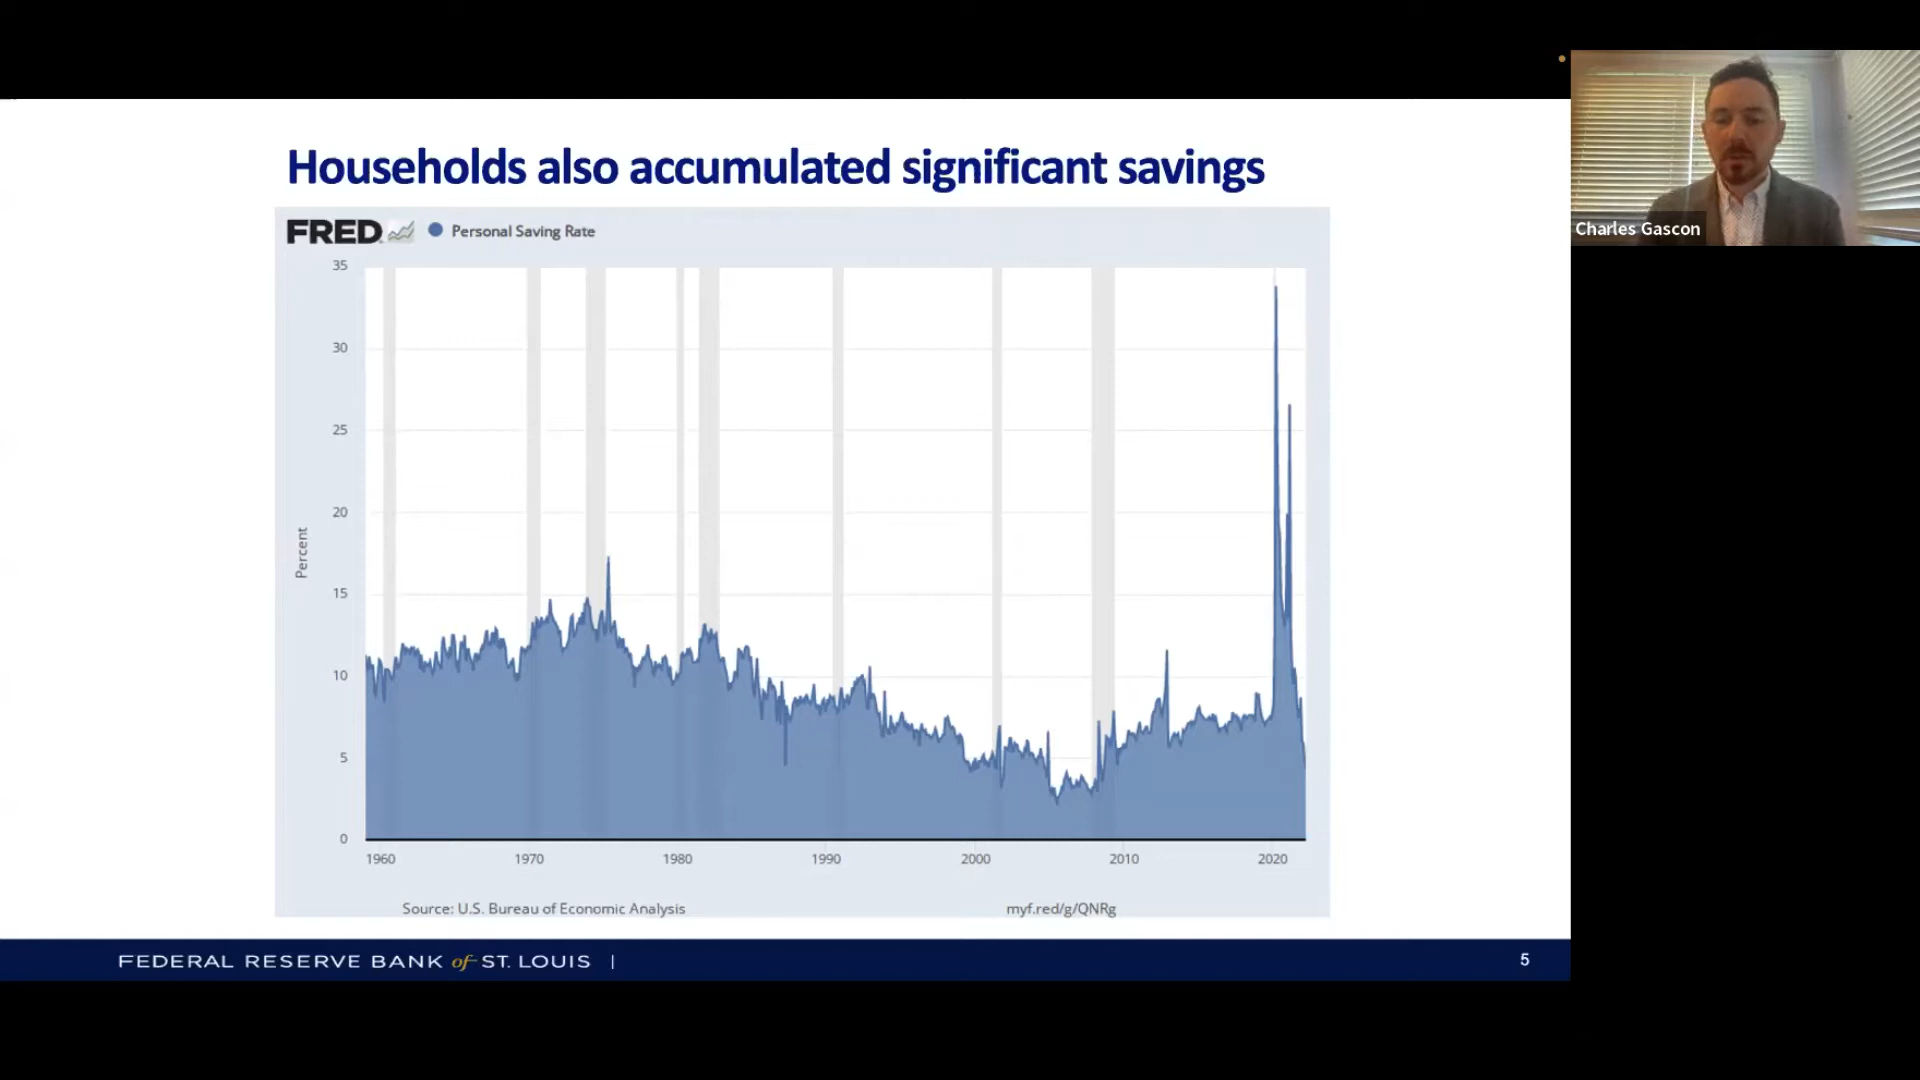 Households also accumulated significant savings
FRED
Personal Saving Rate
35
30
25
20
15
10
5
0
Percent
1960 1970 1980 1990 2000 2010 2020
Source: U.S. Bureau of Economic Analysis
myf.red/g/QNRg
FEDERAL RESERVE BANK of ST. LOUIS |
5
Charles Gascon